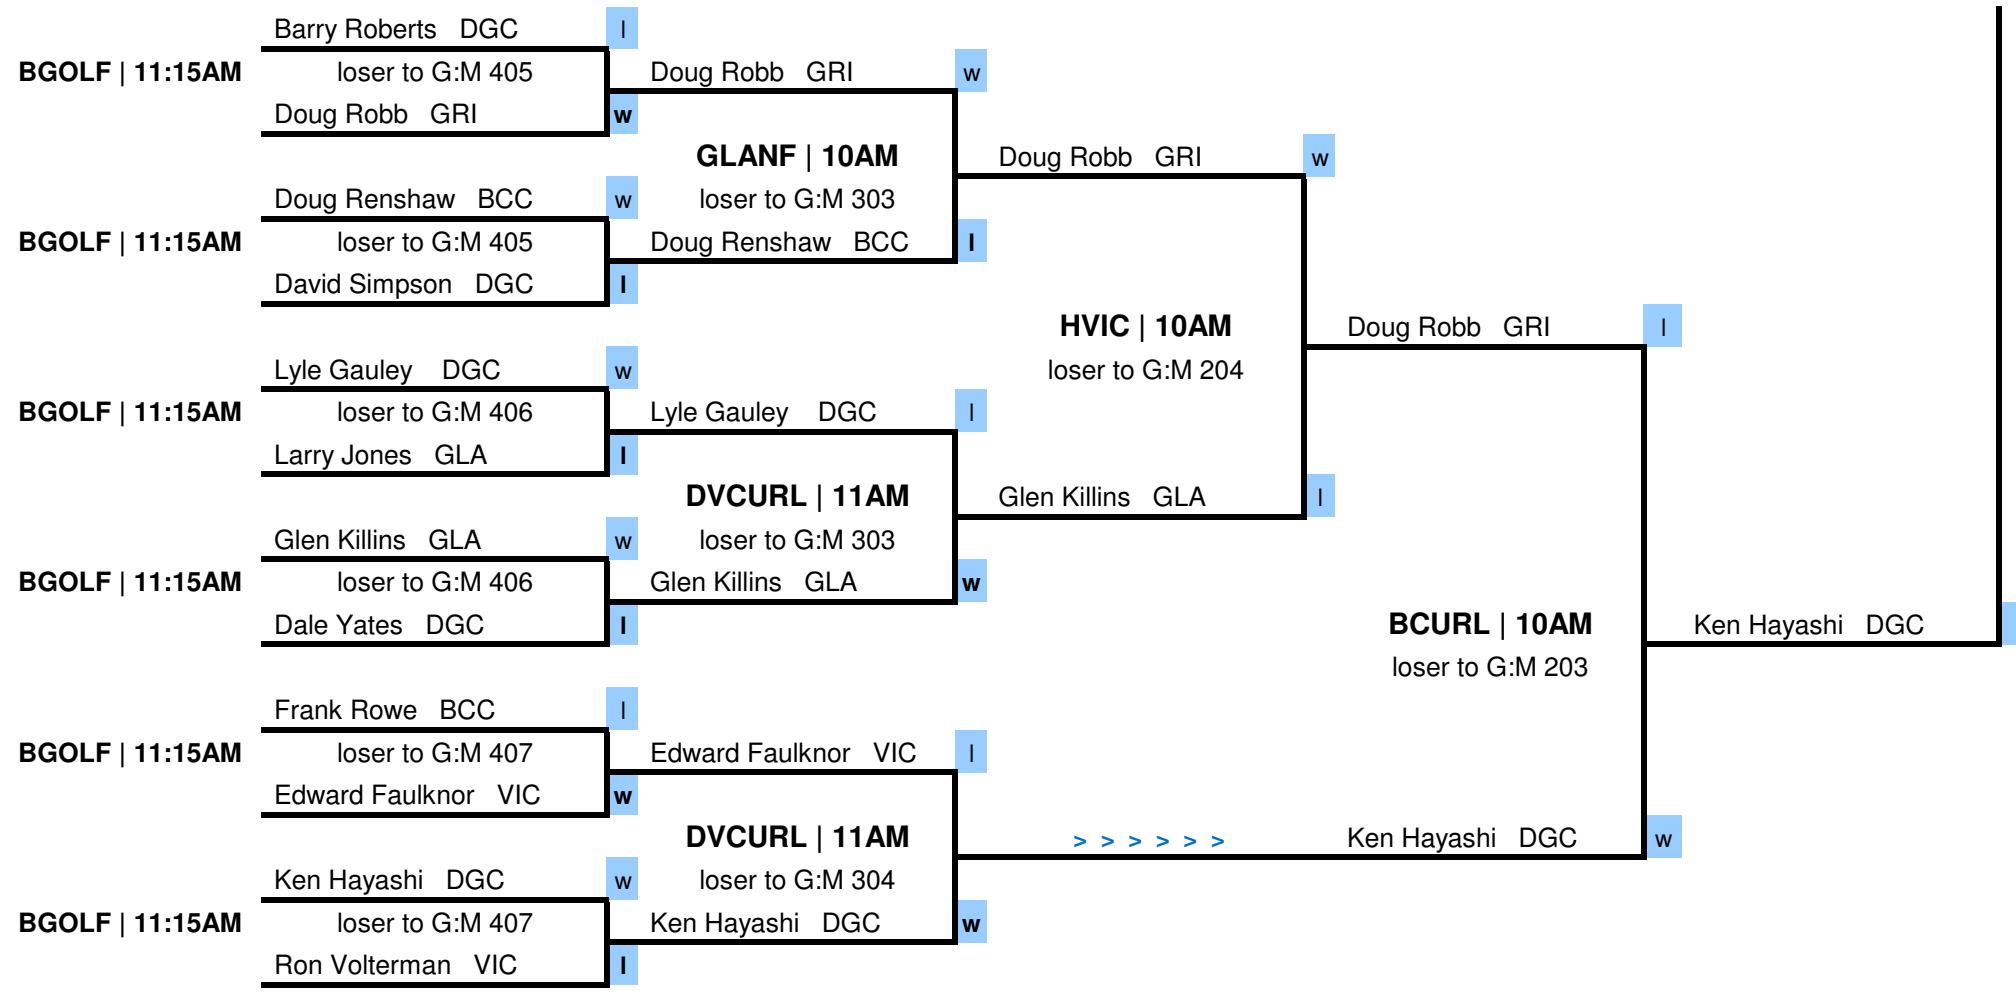 Barry Roberts DGC l
BGOLF | 11:15AM loser to G:M 405 Doug Robb GRI w
Doug Robb GRI w
GLANF | 10AM Doug Robb GRI w
Doug Renshaw BCC w loser to G:M 303
BGOLF | 11:15AM loser to G:M 405 Doug Renshaw BCC l
David Simpson DGC l
HVIC | 10AM Doug Robb GRI l
Lyle Gauley DGC w loser to G:M 204
BGOLF | 11:15AM loser to G:M 406 Lyle Gauley DGC l
Larry Jones GLA l
DVCURL | 11AM Glen Killins GLA l
Glen Killins GLA w loser to G:M 303
BGOLF | 11:15AM loser to G:M 406 Glen Killins GLA w
Dale Yates DGC l BCURL | 10AM Ken Hayashi DGC
loser to G:M 203
Frank Rowe BCC l
BGOLF | 11:15AM loser to G:M 407 Edward Faulknor VIC l
Edward Faulknor VIC w
DVCURL | 11AM > > > > > > Ken Hayashi DGC w
Ken Hayashi DGC w loser to G:M 304
BGOLF | 11:15AM loser to G:M 407 Ken Hayashi DGC w
Ron Volterman VIC l